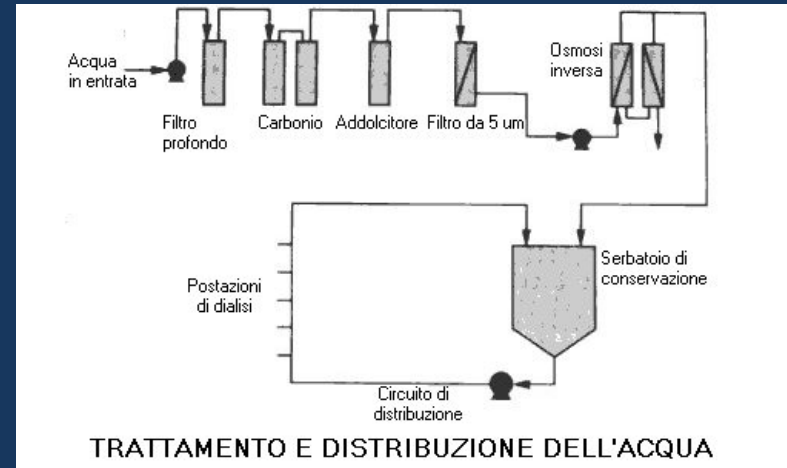 Acqua
in entrata
Filtro
profondo
Carbonio
Addolcitore
Filtro da 5 um
Osmosi
inversa
Serbatoio di
conservazione
Postazioni
di dialisi
Circuito di
distribuzione
TRATTAMENTO E DISTRIBUZIONE DELL'ACQUA